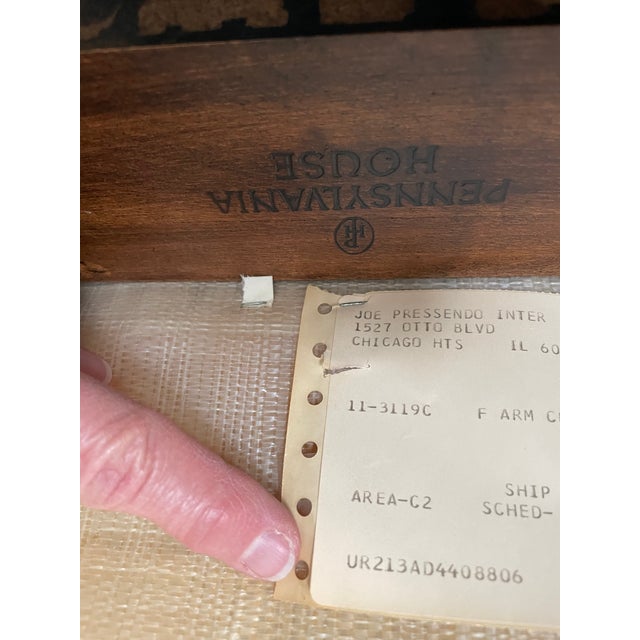 PENNSYLVANIA
HOUSE
JOE PRESSENDO INTER
1527 OTTO BLVD
CHICAGO HTS IL 60
11-3119C F ARM C
AREA-C2 SHIP
SCHED-
UR213AD4408806